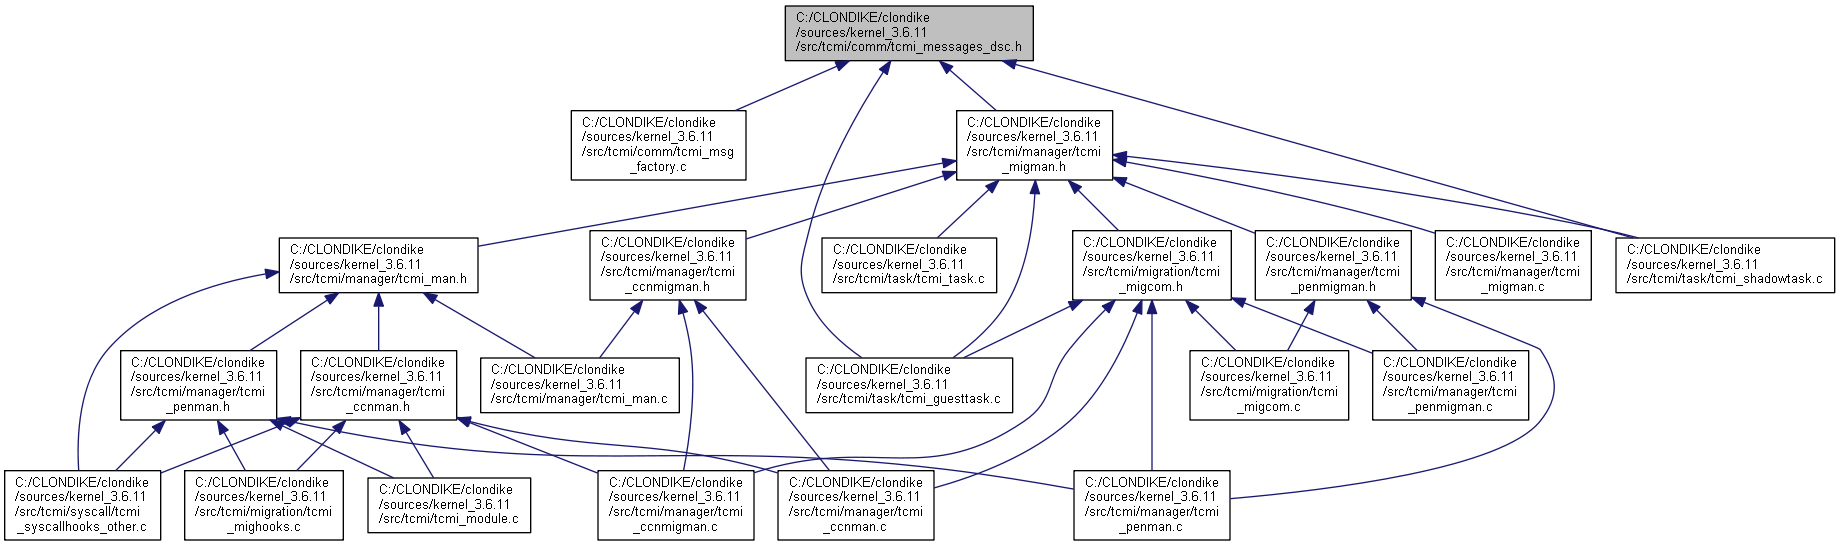 C:/CLONDIKE/clondike
/sources/kernel_3.6.11
/src/tcmi/comm/tcmi_messages_dsc.h
C:/CLONDIKE/clondike
/sources/kernel_3.6.11
/src/tcmi/comm/tcmi_msg
_factory.c
C:/CLONDIKE/clondike
/sources/kernel_3.6.11
/src/tcmi/manager/tcmi
_migman.h
C:/CLONDIKE/clondike
/sources/kernel_3.6.11
/src/tcmi/manager/tcmi_man.h
C:/CLONDIKE/clondike
/sources/kernel_3.6.11
/src/tcmi/manager/tcmi
_ccnmigman.h
C:/CLONDIKE/clondike
/sources/kernel_3.6.11
/src/tcmi/task/tcmi_task.c
C:/CLONDIKE/clondike
/sources/kernel_3.6.11
/src/tcmi/migration/tcmi
_migcom.h
C:/CLONDIKE/clondike
/sources/kernel_3.6.11
/src/tcmi/manager/tcmi
_penmigman.h
C:/CLONDIKE/clondike
/sources/kernel_3.6.11
/src/tcmi/manager/tcmi
_migman.c
C:/CLONDIKE/clondike
/sources/kernel_3.6.11
/src/tcmi/task/tcmi_shadowtask.c
C:/CLONDIKE/clondike
/sources/kernel_3.6.11
/src/tcmi/manager/tcmi
_penman.h
C:/CLONDIKE/clondike
/sources/kernel_3.6.11
/src/tcmi/manager/tcmi
_ccnman.h
C:/CLONDIKE/clondike
/sources/kernel_3.6.11
/src/tcmi/manager/tcmi_man.c
C:/CLONDIKE/clondike
/sources/kernel_3.6.11
/src/tcmi/task/tcmi_guesttask.c
C:/CLONDIKE/clondike
/sources/kernel_3.6.11
/src/tcmi/migration/tcmi
_migcom.c
C:/CLONDIKE/clondike
/sources/kernel_3.6.11
/src/tcmi/manager/tcmi
_penmigman.c
C:/CLONDIKE/clondike
/sources/kernel_3.6.11
/src/tcmi/syscall/tcmi
_syscallhooks_other.c
C:/CLONDIKE/clondike
/sources/kernel_3.6.11
/src/tcmi/migration/tcmi
_mighooks.c
C:/CLONDIKE/clondike
/sources/kernel_3.6.11
/src/tcmi/tcmi_module.c
C:/CLONDIKE/clondike
/sources/kernel_3.6.11
/src/tcmi/manager/tcmi
_ccnmigman.c
C:/CLONDIKE/clondike
/sources/kernel_3.6.11
/src/tcmi/manager/tcmi
_ccnman.c
C:/CLONDIKE/clondike
/sources/kernel_3.6.11
/src/tcmi/manager/tcmi
_penman.c